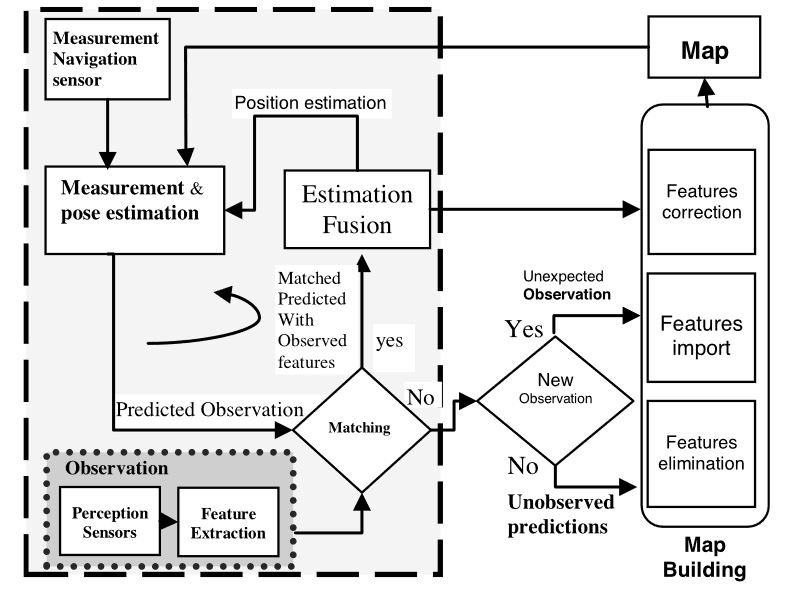 Measurement
Navigation
sensor
Map
Position estimation
Measurement &
pose estimation
Estimation
Fusion
Features
correction
Matched
Predicted
With
Observed
features
yes
Unexpected
Observation
Yes
Features
import
No
New
Observation
Predicted Observation
Matching
Features
elimination
No
Unobserved
predictions
Observation
Perception
Sensors
Feature
Extraction
Map
Building